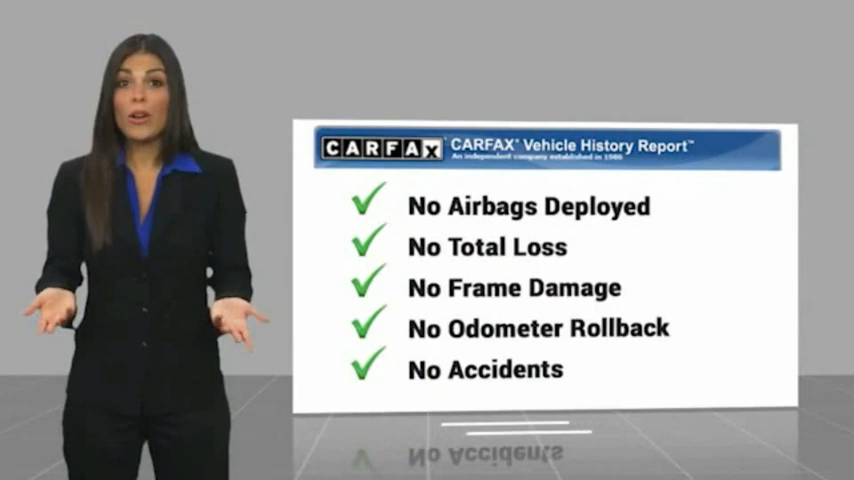 CARFAX CARFAX® Vehicle History Report™
An independent company established in 1986
No Airbags Deployed
No Total Loss
No Frame Damage
No Odometer Rollback
No Accidents
No Accidents